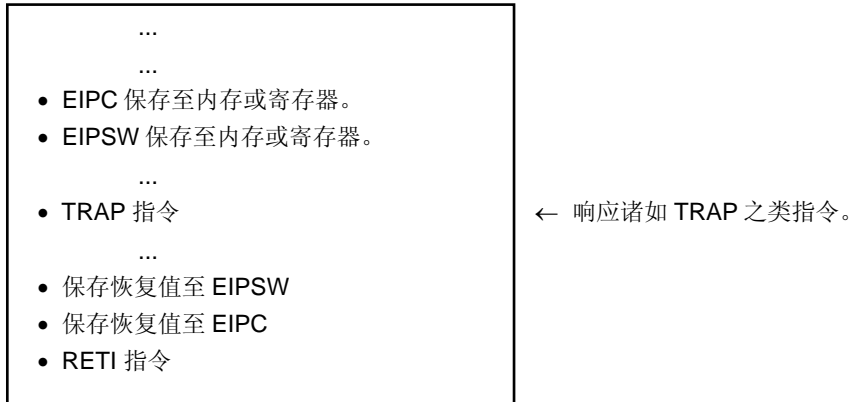 ...
...
• EIPC 保存至内存或寄存器。
• EIPSW 保存至内存或寄存器。
...
• TRAP 指令 ← 响应诸如 TRAP 之类指令。
...
• 保存恢复值至 EIPSW
• 保存恢复值至 EIPC
• RETI 指令